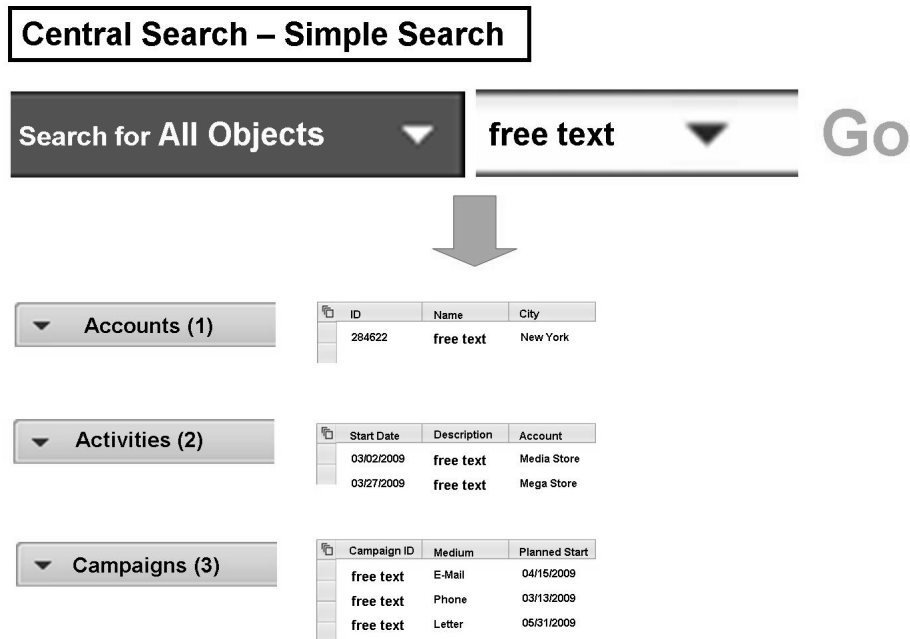 Central Search – Simple Search
Search for All Objects free text Go
Accounts (1)
ID Name City
284622 free text New York
Activities (2)
Start Date Description Account
03/02/2009 free text Media Store
03/27/2009 free text Mega Store
Campaigns (3)
Campaign ID Medium Planned Start
free text E-Mail 04/15/2009
free text Phone 03/13/2009
free text Letter 05/31/2009